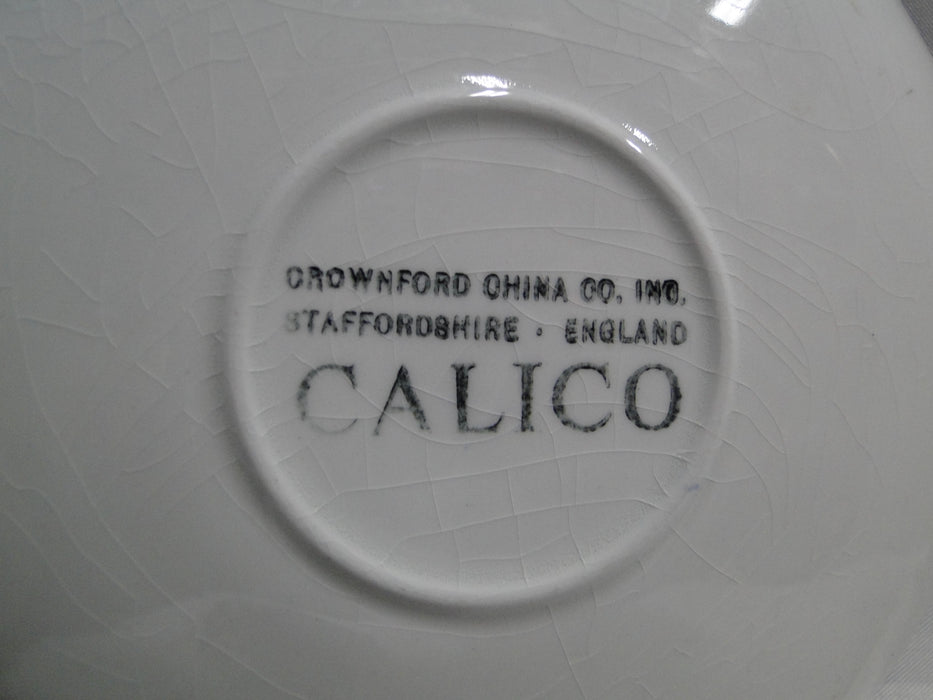 CROWNFORD CHINA CO. INC.
STAFFORDSHIRE · ENGLAND
CALICO